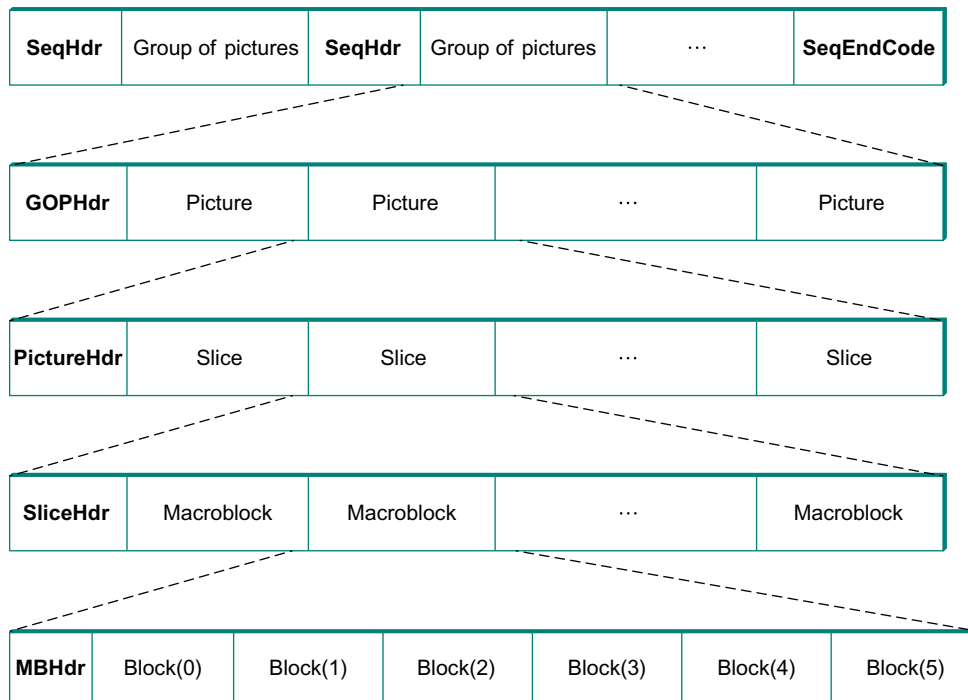 SeqHdr Group of pictures SeqHdr Group of pictures ⋯ SeqEndCode
GOPHdr Picture Picture ⋯ Picture
PictureHdr Slice Slice ⋯ Slice
SliceHdr Macroblock Macroblock ⋯ Macroblock
MBHdr Block(0) Block(1) Block(2) Block(3) Block(4) Block(5)